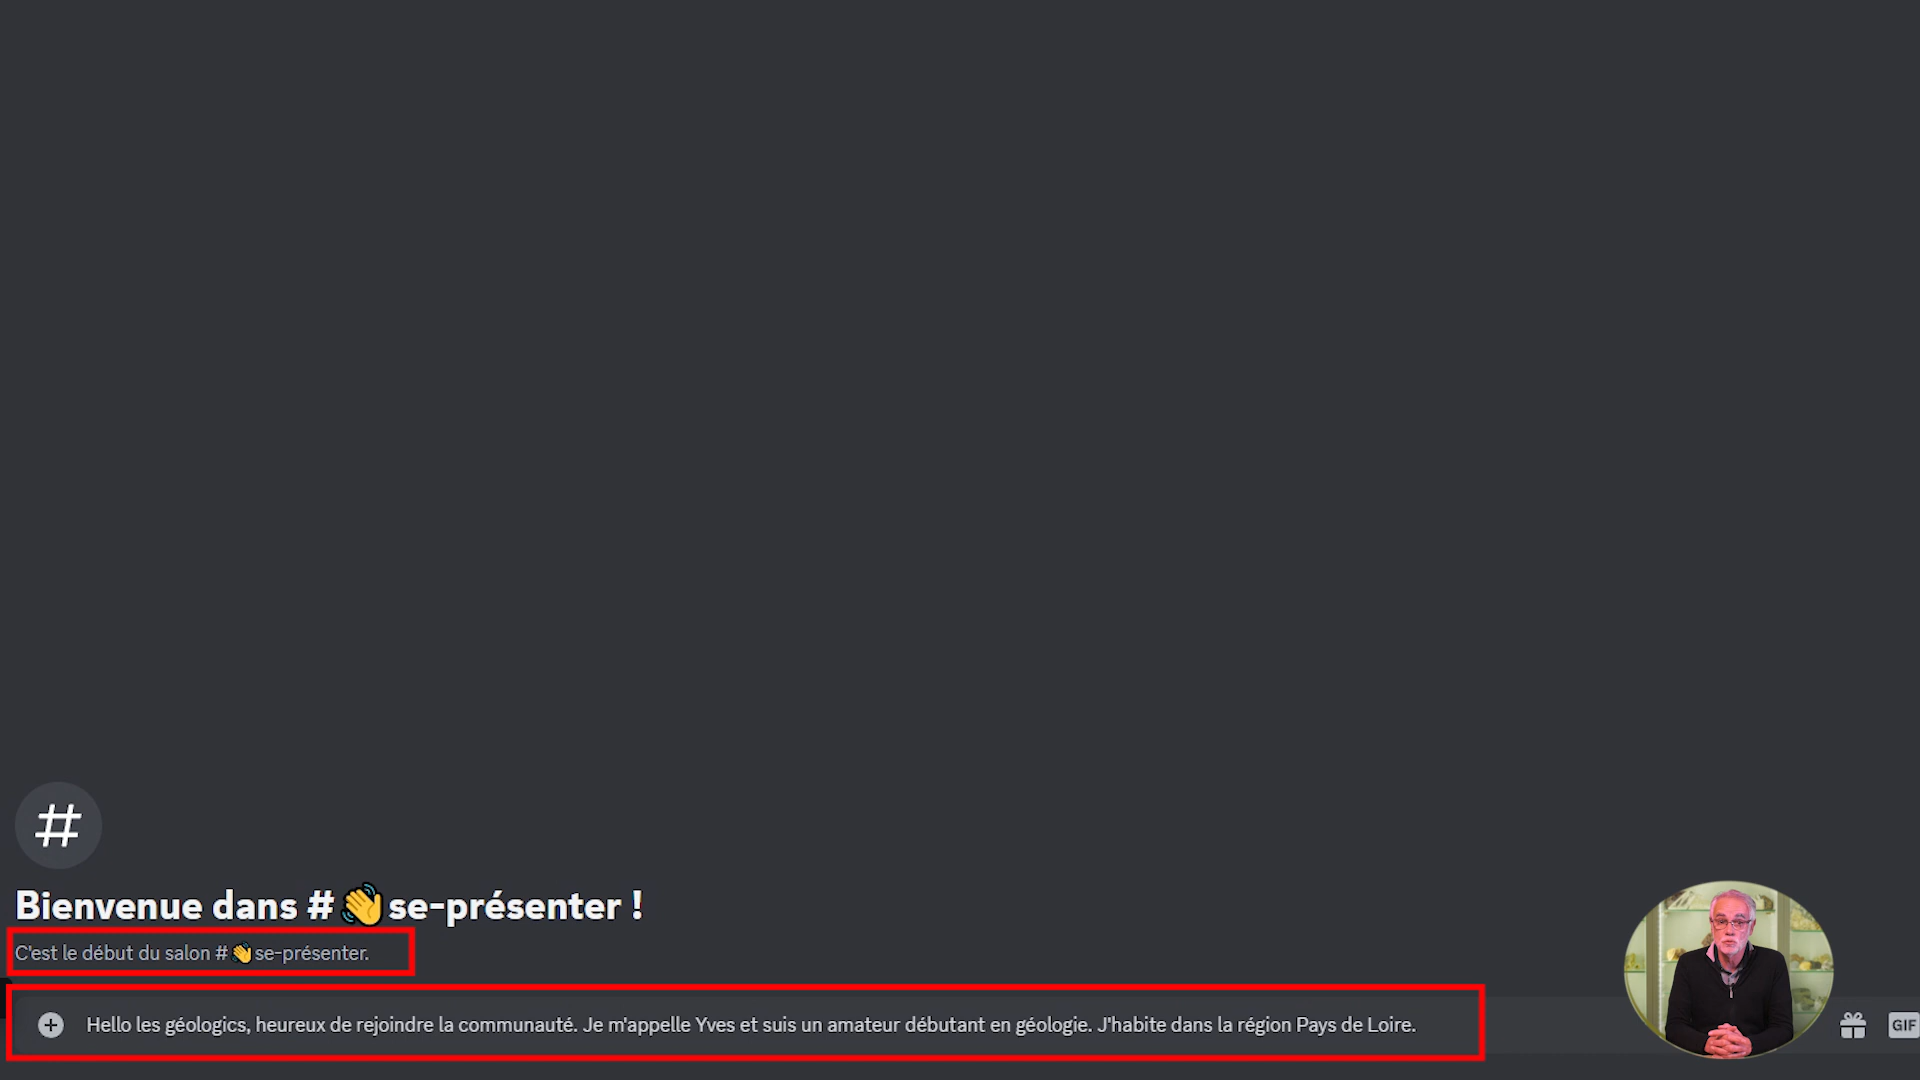 #
Bienvenue dans #👋se-présenter !
C'est le début du salon #👋se-présenter.
Hello les géologics, heureux de rejoindre la communauté. Je m'appelle Yves et suis un amateur débutant en géologie. J'habite dans la région Pays de Loire.
GIF